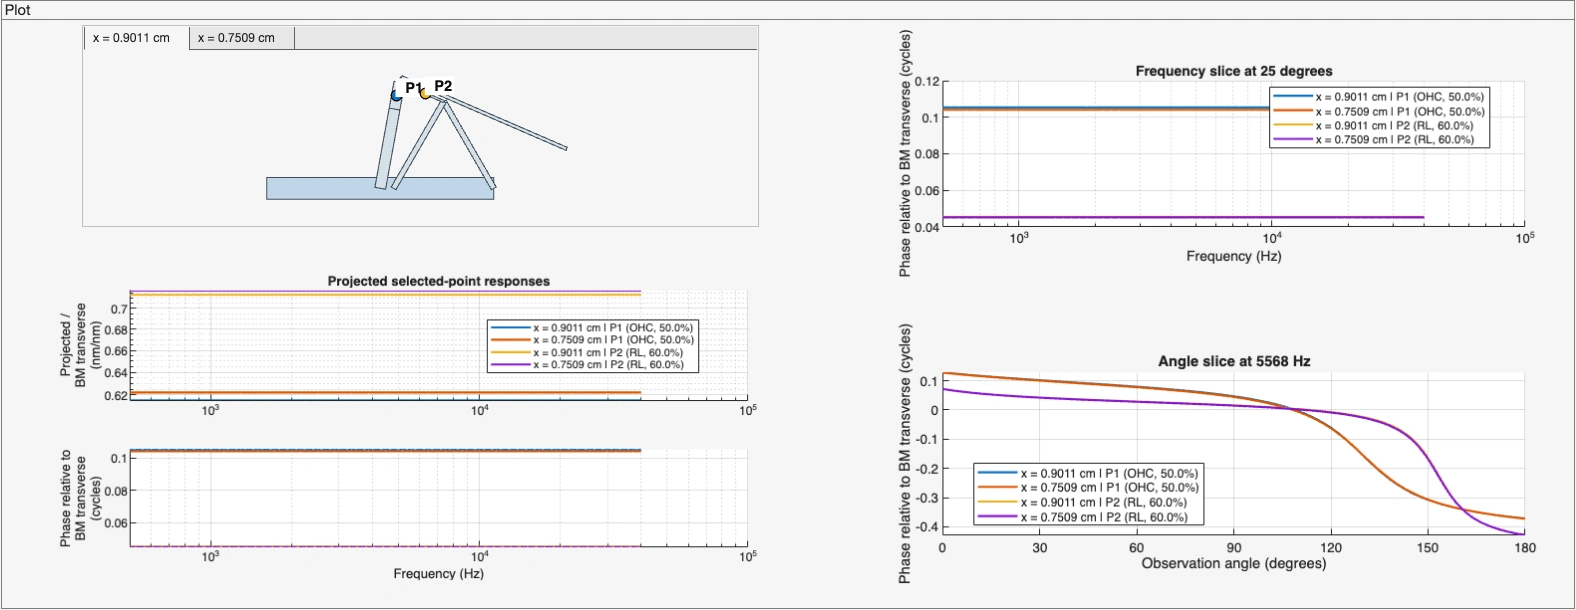 Plot
x = 0.9011 cm
x = 0.7509 cm
P1
P2
Projected selected-point responses
Projected /
BM transverse
(nm/nm)
0.7
0.68
0.66
0.64
0.62
x = 0.9011 cm | P1 (OHC, 50.0%)
x = 0.7509 cm | P1 (OHC, 50.0%)
x = 0.9011 cm | P2 (RL, 60.0%)
x = 0.7509 cm | P2 (RL, 60.0%)
10³ 10⁴ 10⁵
Phase relative to
BM transverse
(cycles)
0.1
0.08
0.06
10³ 10⁴ 10⁵
Frequency (Hz)
Frequency slice at 25 degrees
Phase relative to BM transverse (cycles)
0.12
0.1
0.08
0.06
0.04
x = 0.9011 cm | P1 (OHC, 50.0%)
x = 0.7509 cm | P1 (OHC, 50.0%)
x = 0.9011 cm | P2 (RL, 60.0%)
x = 0.7509 cm | P2 (RL, 60.0%)
10³ 10⁴ 10⁵
Frequency (Hz)
Angle slice at 5568 Hz
Phase relative to BM transverse (cycles)
0.1
0
-0.1
-0.2
-0.3
-0.4
x = 0.9011 cm | P1 (OHC, 50.0%)
x = 0.7509 cm | P1 (OHC, 50.0%)
x = 0.9011 cm | P2 (RL, 60.0%)
x = 0.7509 cm | P2 (RL, 60.0%)
0 30 60 90 120 150 180
Observation angle (degrees)